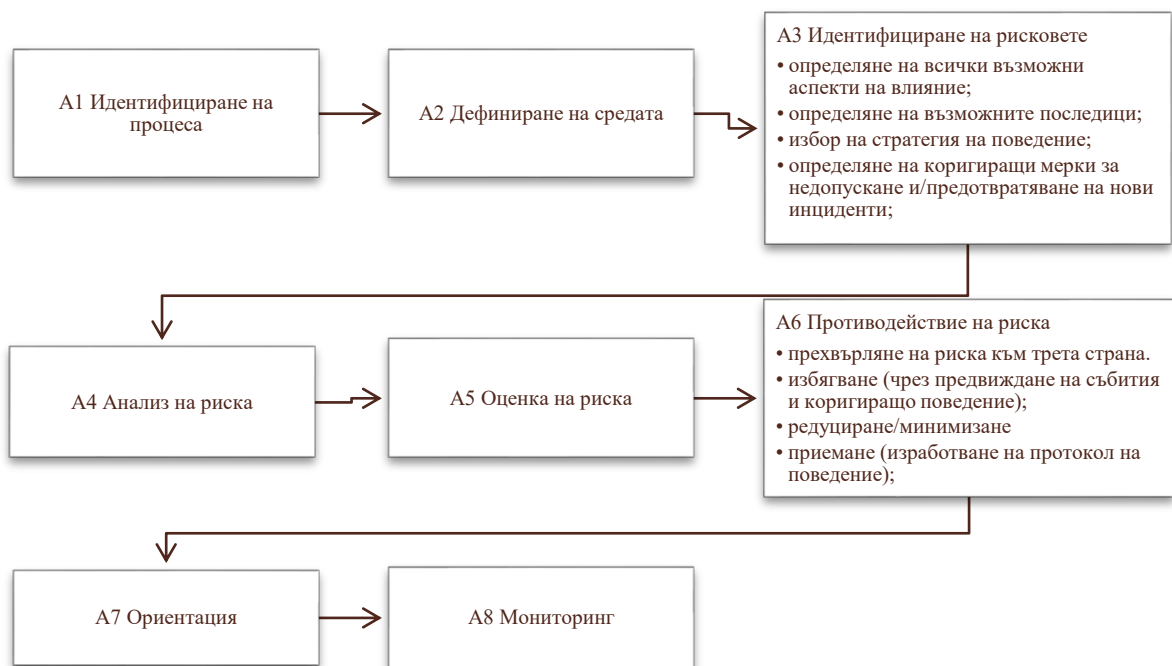 А1 Идентифициране на
процеса
А2 Дефиниране на средата
А3 Идентифициране на рисковете
• определяне на всички възможни
аспекти на влияние;
• определяне на възможните последици;
• избор на стратегия на поведение;
• определяне на коригиращи мерки за
недопускане и/предотвратяване на нови
инциденти;
А4 Анализ на риска
А5 Оценка на риска
А6 Противодействие на риска
• прехвърляне на риска към трета страна.
• избягване (чрез предвиждане на събития
и коригиращо поведение);
• редуциране/минимизане
• приемане (изработване на протокол на
поведение);
А7 Ориентация
А8 Мониторинг